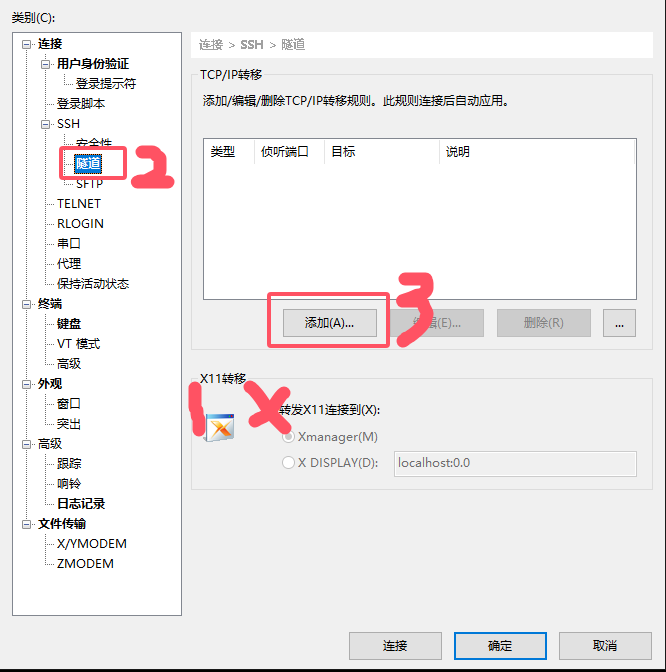 类别(C):
连接
用户身份验证
登录提示符
登录脚本
SSH
安全性
隧道
2
SFTP
TELNET
RLOGIN
串口
代理
保持活动状态
终端
键盘
VT 模式
高级
外观
窗口
突出
高级
跟踪
响铃
日志记录
文件传输
X/YMODEM
ZMODEM
连接 > SSH > 隧道
TCP/IP转移
添加/编辑/删除TCP/IP转移规则。此规则连接后自动应用。
类型 侦听端口 目标 说明
3
添加(A)... 编辑(E)... 删除(R) ...
X11转移
1 X
转发X11连接到(X):
Xmanager(M)
X DISPLAY(D): localhost:0.0
连接 确定 取消